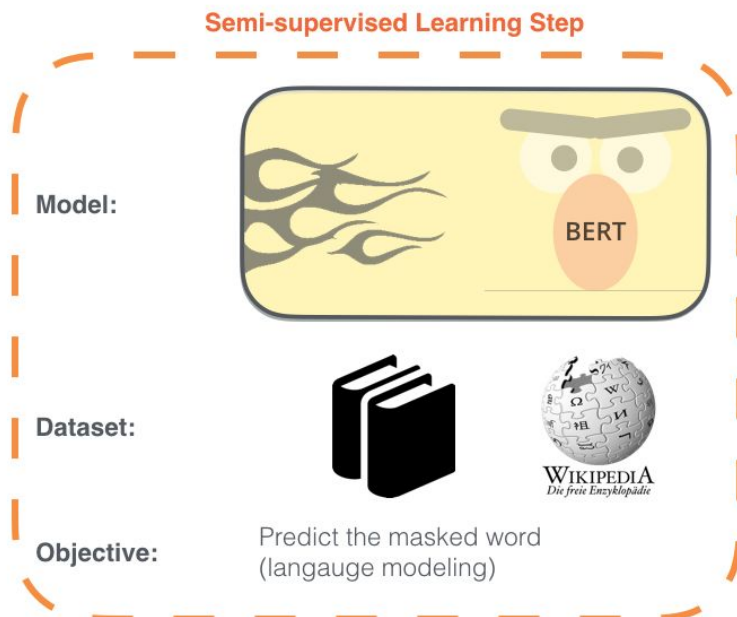 Semi-supervised Learning Step
Model:
BERT
Dataset:
WIKIPEDIA
Die freie Enzyklopädie
Objective:
Predict the masked word
(langauge modeling)